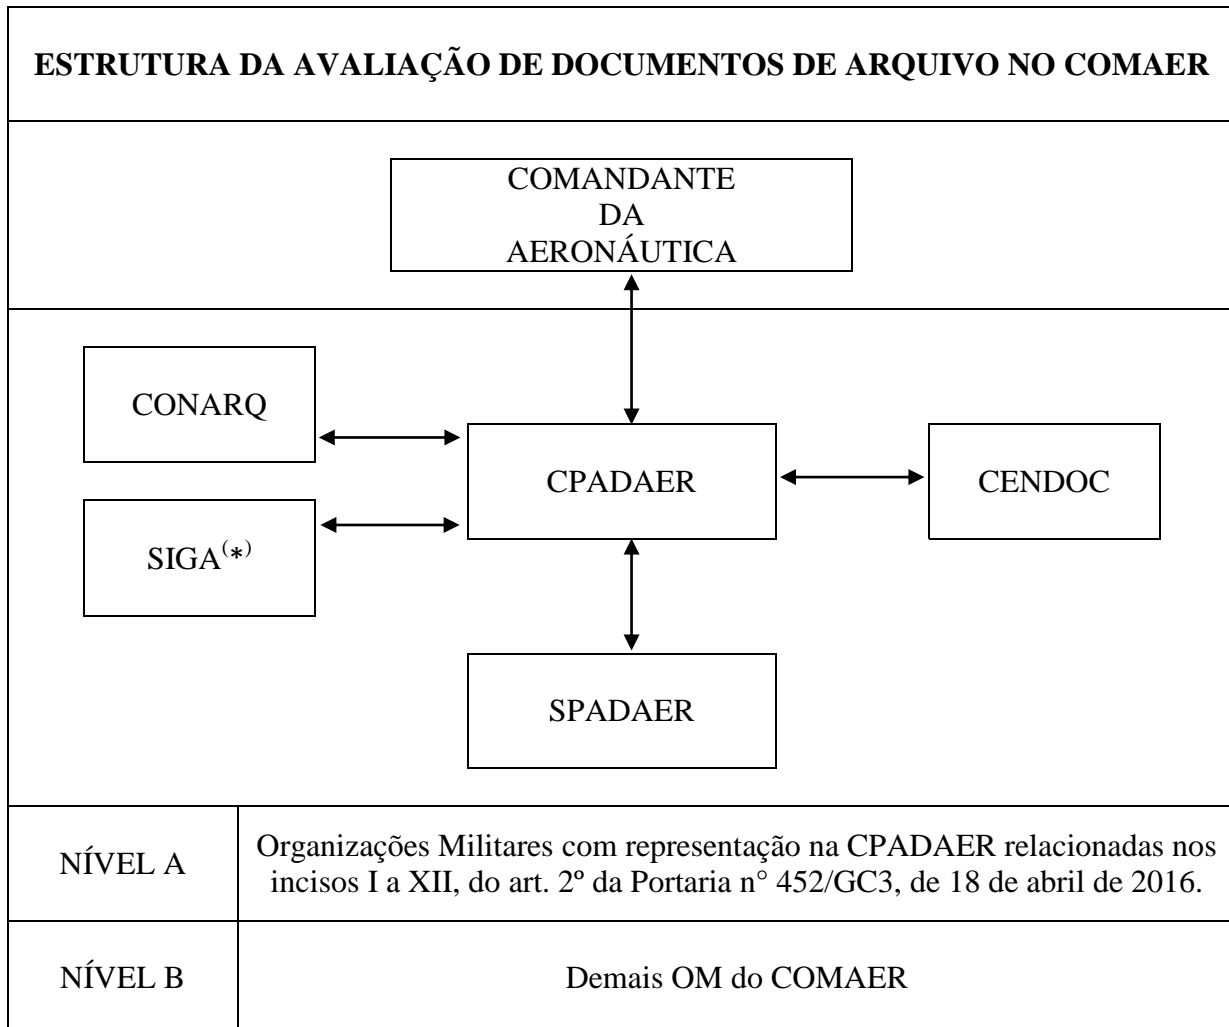 ESTRUTURA DA AVALIAÇÃO DE DOCUMENTOS DE ARQUIVO NO COMAER
COMANDANTE
DA
AERONÁUTICA
CONARQ
CPADAER
CENDOC
SIGA(*)
SPADAER
NÍVEL A
Organizações Militares com representação na CPADAER relacionadas nos
incisos I a XII, do art. 2º da Portaria n° 452/GC3, de 18 de abril de 2016.
NÍVEL B
Demais OM do COMAER